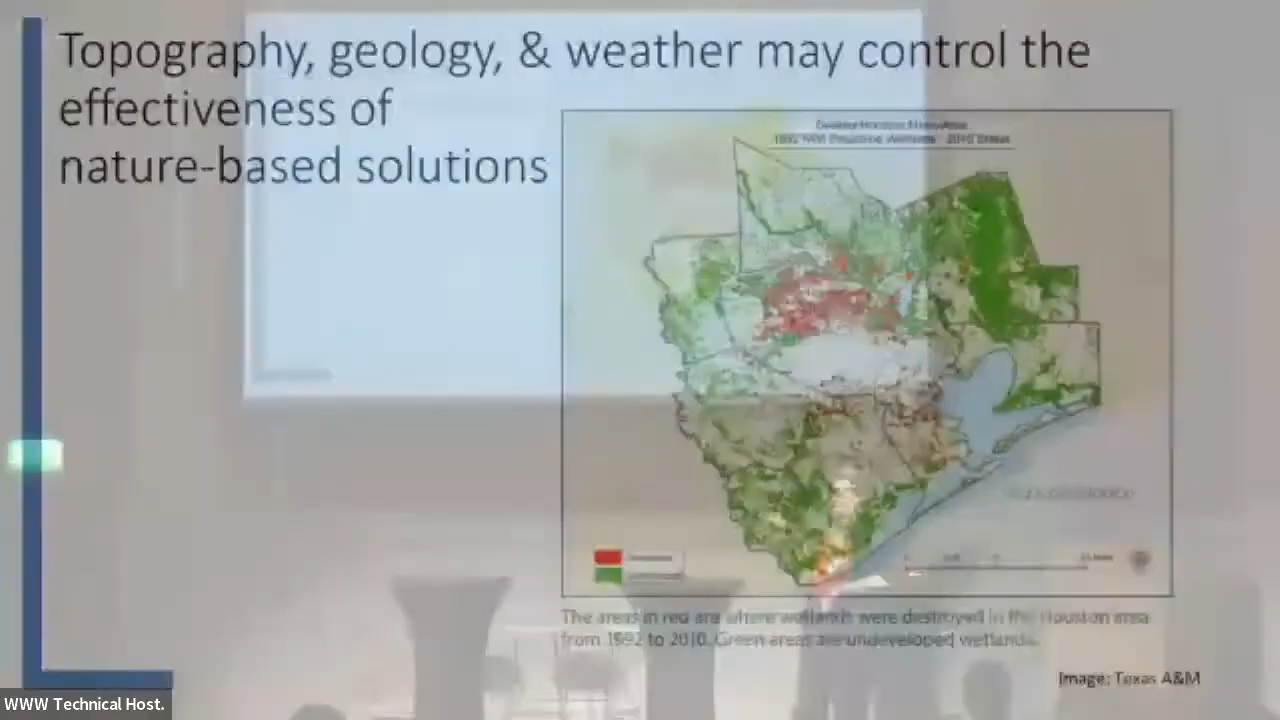 Topography, geology, & weather may control the
effectiveness of
nature-based solutions
The areas in red are where wetlands were destroyed in the Houston area
from 1992 to 2010. Green areas are undeveloped wetlands.
Image: Texas A&M
WWW Technical Host.